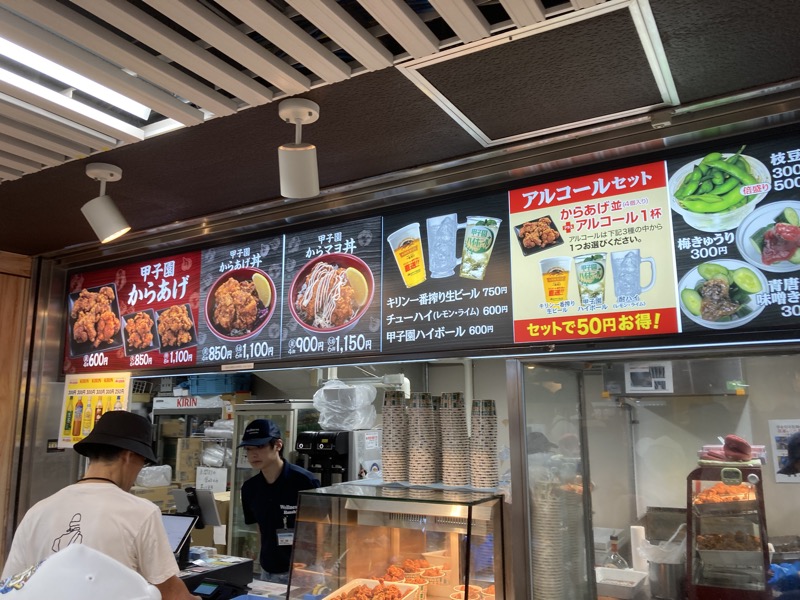 甲子園
からあげ
600円
850円
1,100円
甲子園
からあげ丼
850円
1,100円
甲子園
からマヨ丼
900円
1,150円
キリン一番搾り生ビール 750円
チューハイ(レモン・ライム) 600円
甲子園ハイボール 600円
アルコールセット
からあげ並(4個入り)
アルコール1杯
アルコールは下記3種の中から
1つお選びください。
キリン一番搾り
生ビール
甲子園
ハイボール
酎ハイ
(レモン・ライム)
セットで50円お得!
枝豆
300
倍盛り
500
梅きゅうり
300円
青唐
味噌き
30
KIRIN